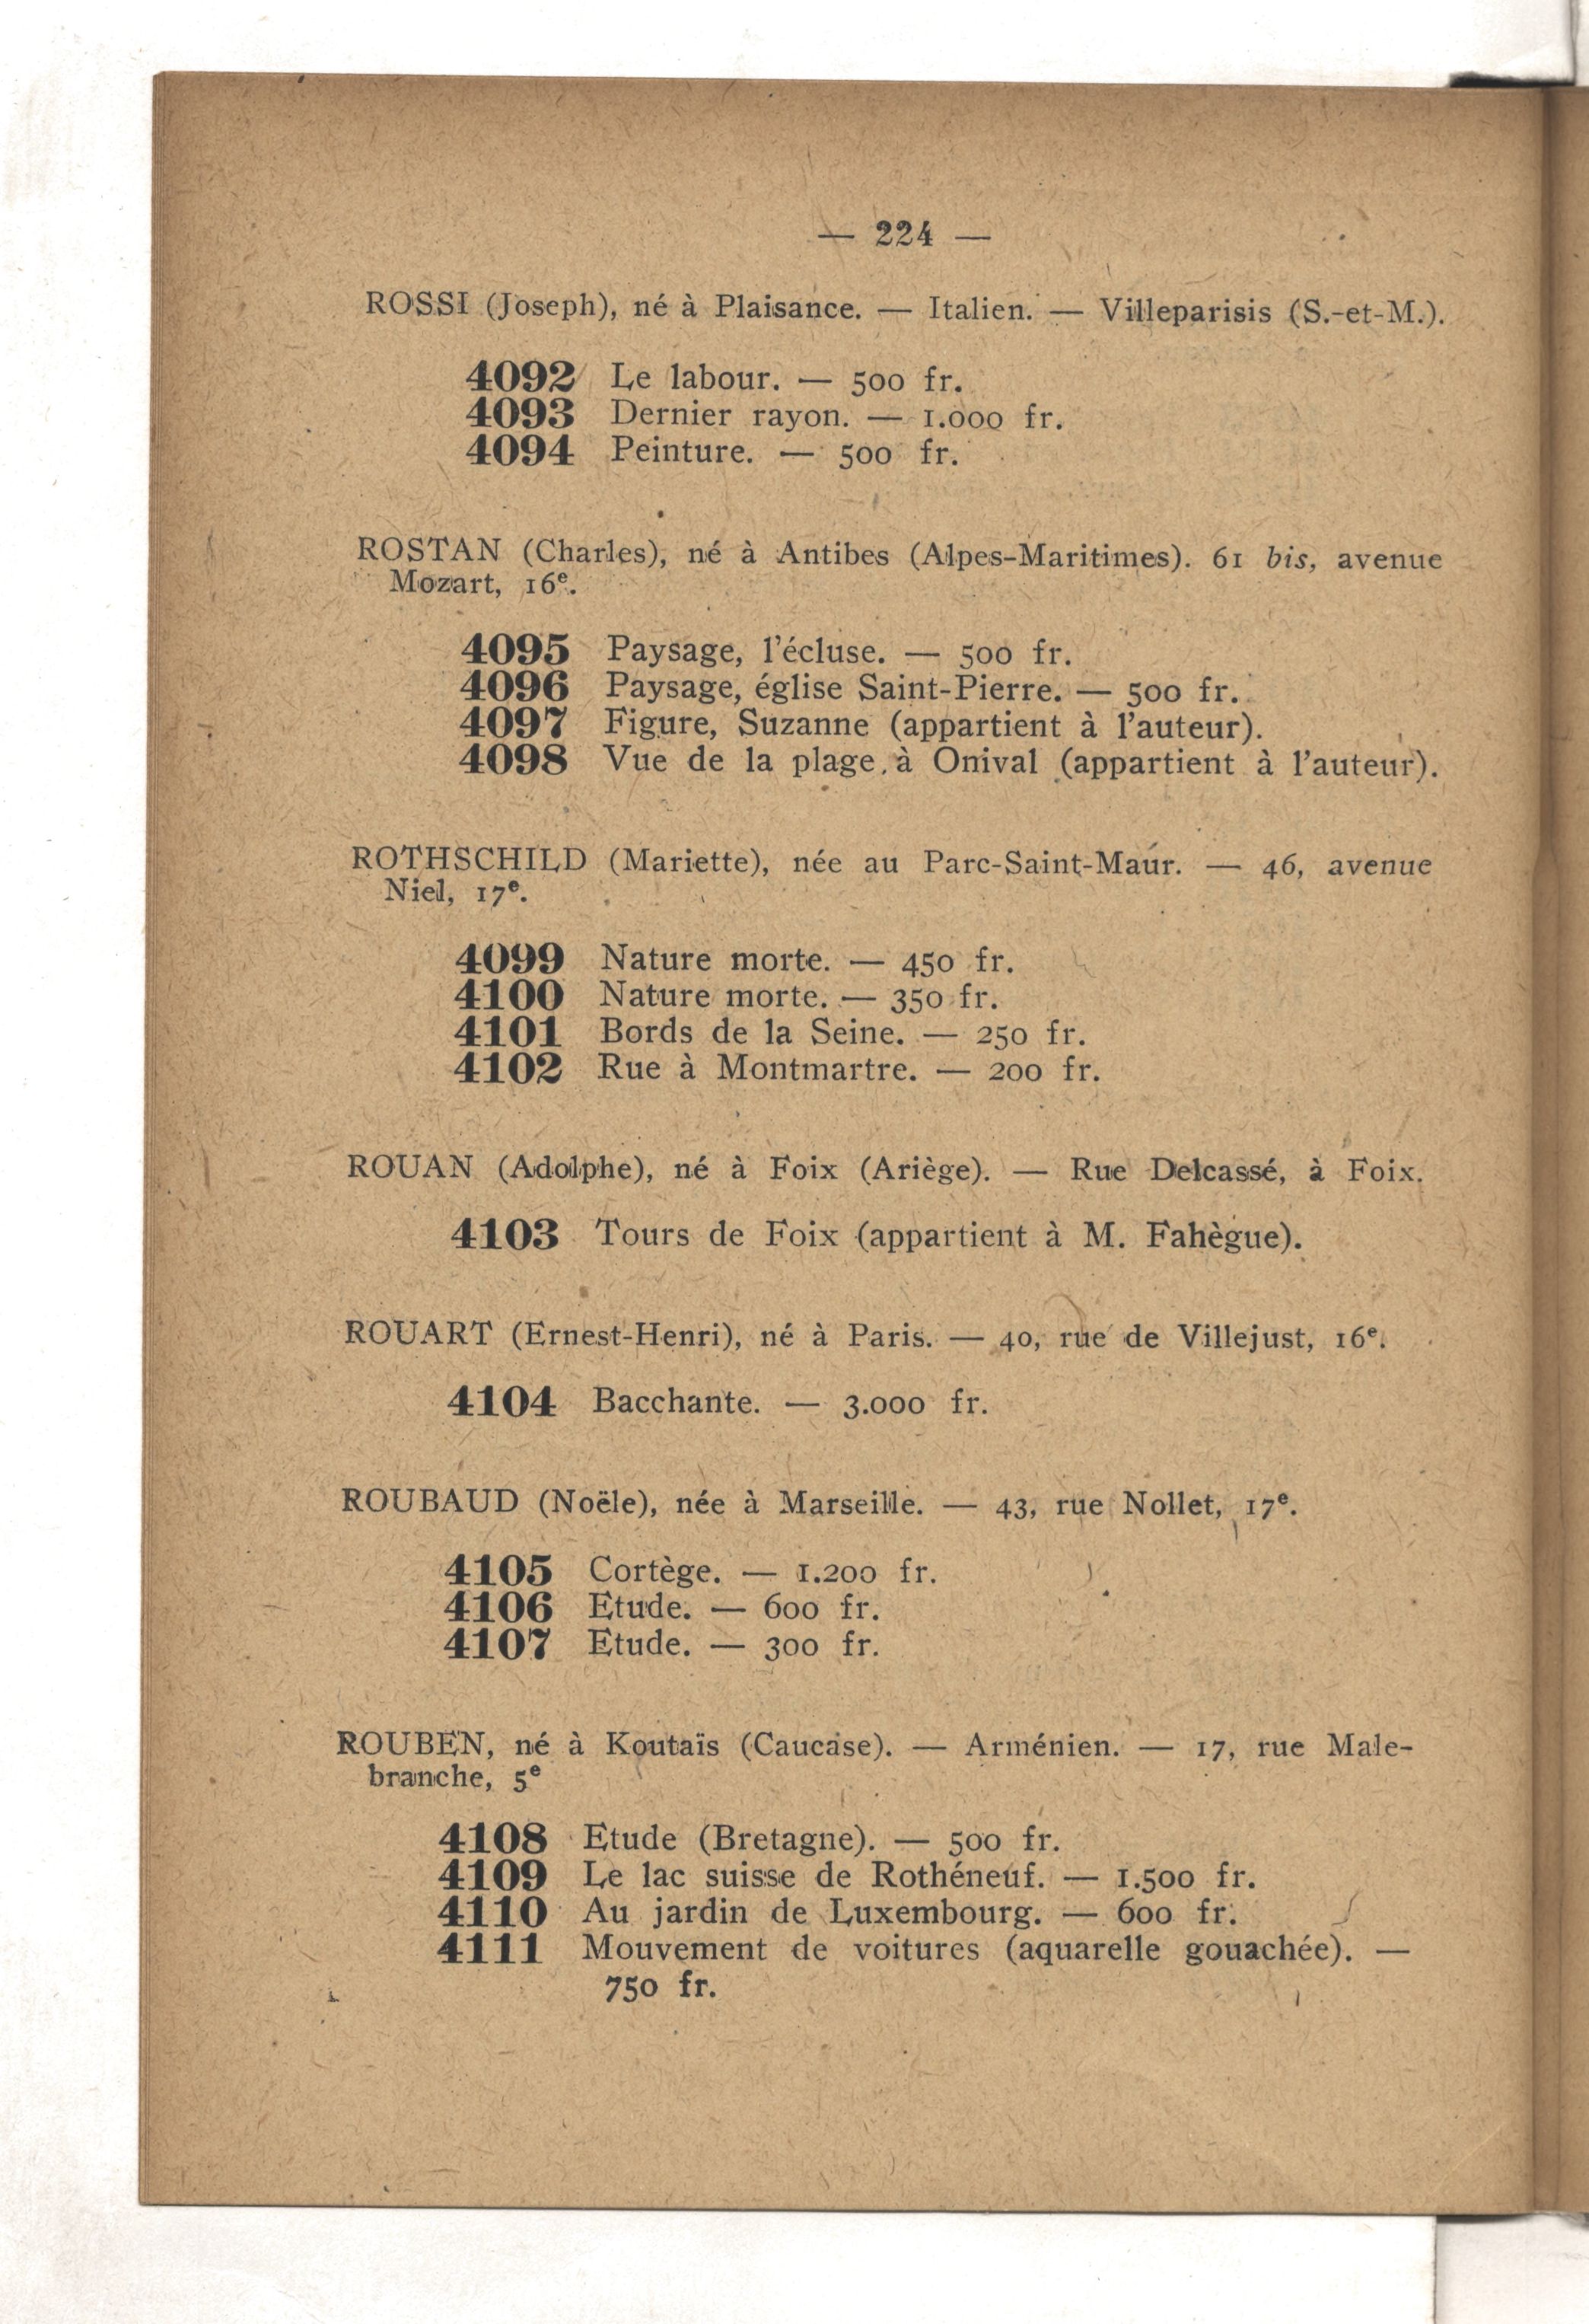 — 224 —
ROSSI (Joseph), né à Plaisance. — Italien. — Villeparisis (S.-et-M.).
4092 Le labour. — 500 fr.
4093 Dernier rayon. — 1.000 fr.
4094 Peinture. — 500 fr.
ROSTAN (Charles), né à Antibes (Alpes-Maritimes). 61 bis, avenue
Mozart, 16e.
4095 Paysage, l'écluse. — 500 fr.
4096 Paysage, église Saint-Pierre. — 500 fr.
4097 Figure, Suzanne (appartient à l'auteur).
4098 Vue de la plage à Onival (appartient à l'auteur).
ROTHSCHILD (Mariette), née au Parc-Saint-Maur. — 46, avenue
Niel, 17e.
4099 Nature morte. — 450 fr.
4100 Nature morte. — 350 fr.
4101 Bords de la Seine. — 250 fr.
4102 Rue à Montmartre. — 200 fr.
ROUAN (Adolphe), né à Foix (Ariège). — Rue Delcassé, à Foix.
4103 Tours de Foix (appartient à M. Fahègue).
ROUART (Ernest-Henri), né à Paris. — 40, rue de Villejust, 16e.
4104 Bacchante. — 3.000 fr.
ROUBAUD (Noële), née à Marseille. — 43, rue Nollet, 17e.
4105 Cortège. — 1.200 fr.
4106 Etude. — 600 fr.
4107 Etude. — 300 fr.
ROUBEN, né à Koutaïs (Caucase). — Arménien. — 17, rue Male-
branche, 5e
4108 Etude (Bretagne). — 500 fr.
4109 Le lac suisse de Rothéneuf. — 1.500 fr.
4110 Au jardin de Luxembourg. — 600 fr.
4111 Mouvement de voitures (aquarelle gouachée). —
750 fr.